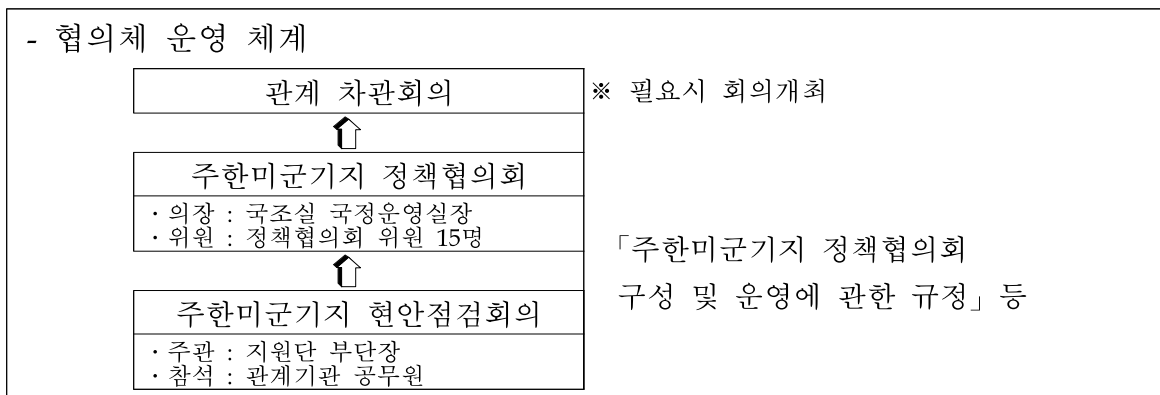 - 협의체 운영 체계
관계 차관회의
※ 필요시 회의개최
주한미군기지 정책협의회
· 의장 : 국조실 국정운영실장
· 위원 : 정책협의회 위원 15명
「주한미군기지 정책협의회
구성 및 운영에 관한 규정」 등
주한미군기지 현안점검회의
· 주관 : 지원단 부단장
· 참석 : 관계기관 공무원